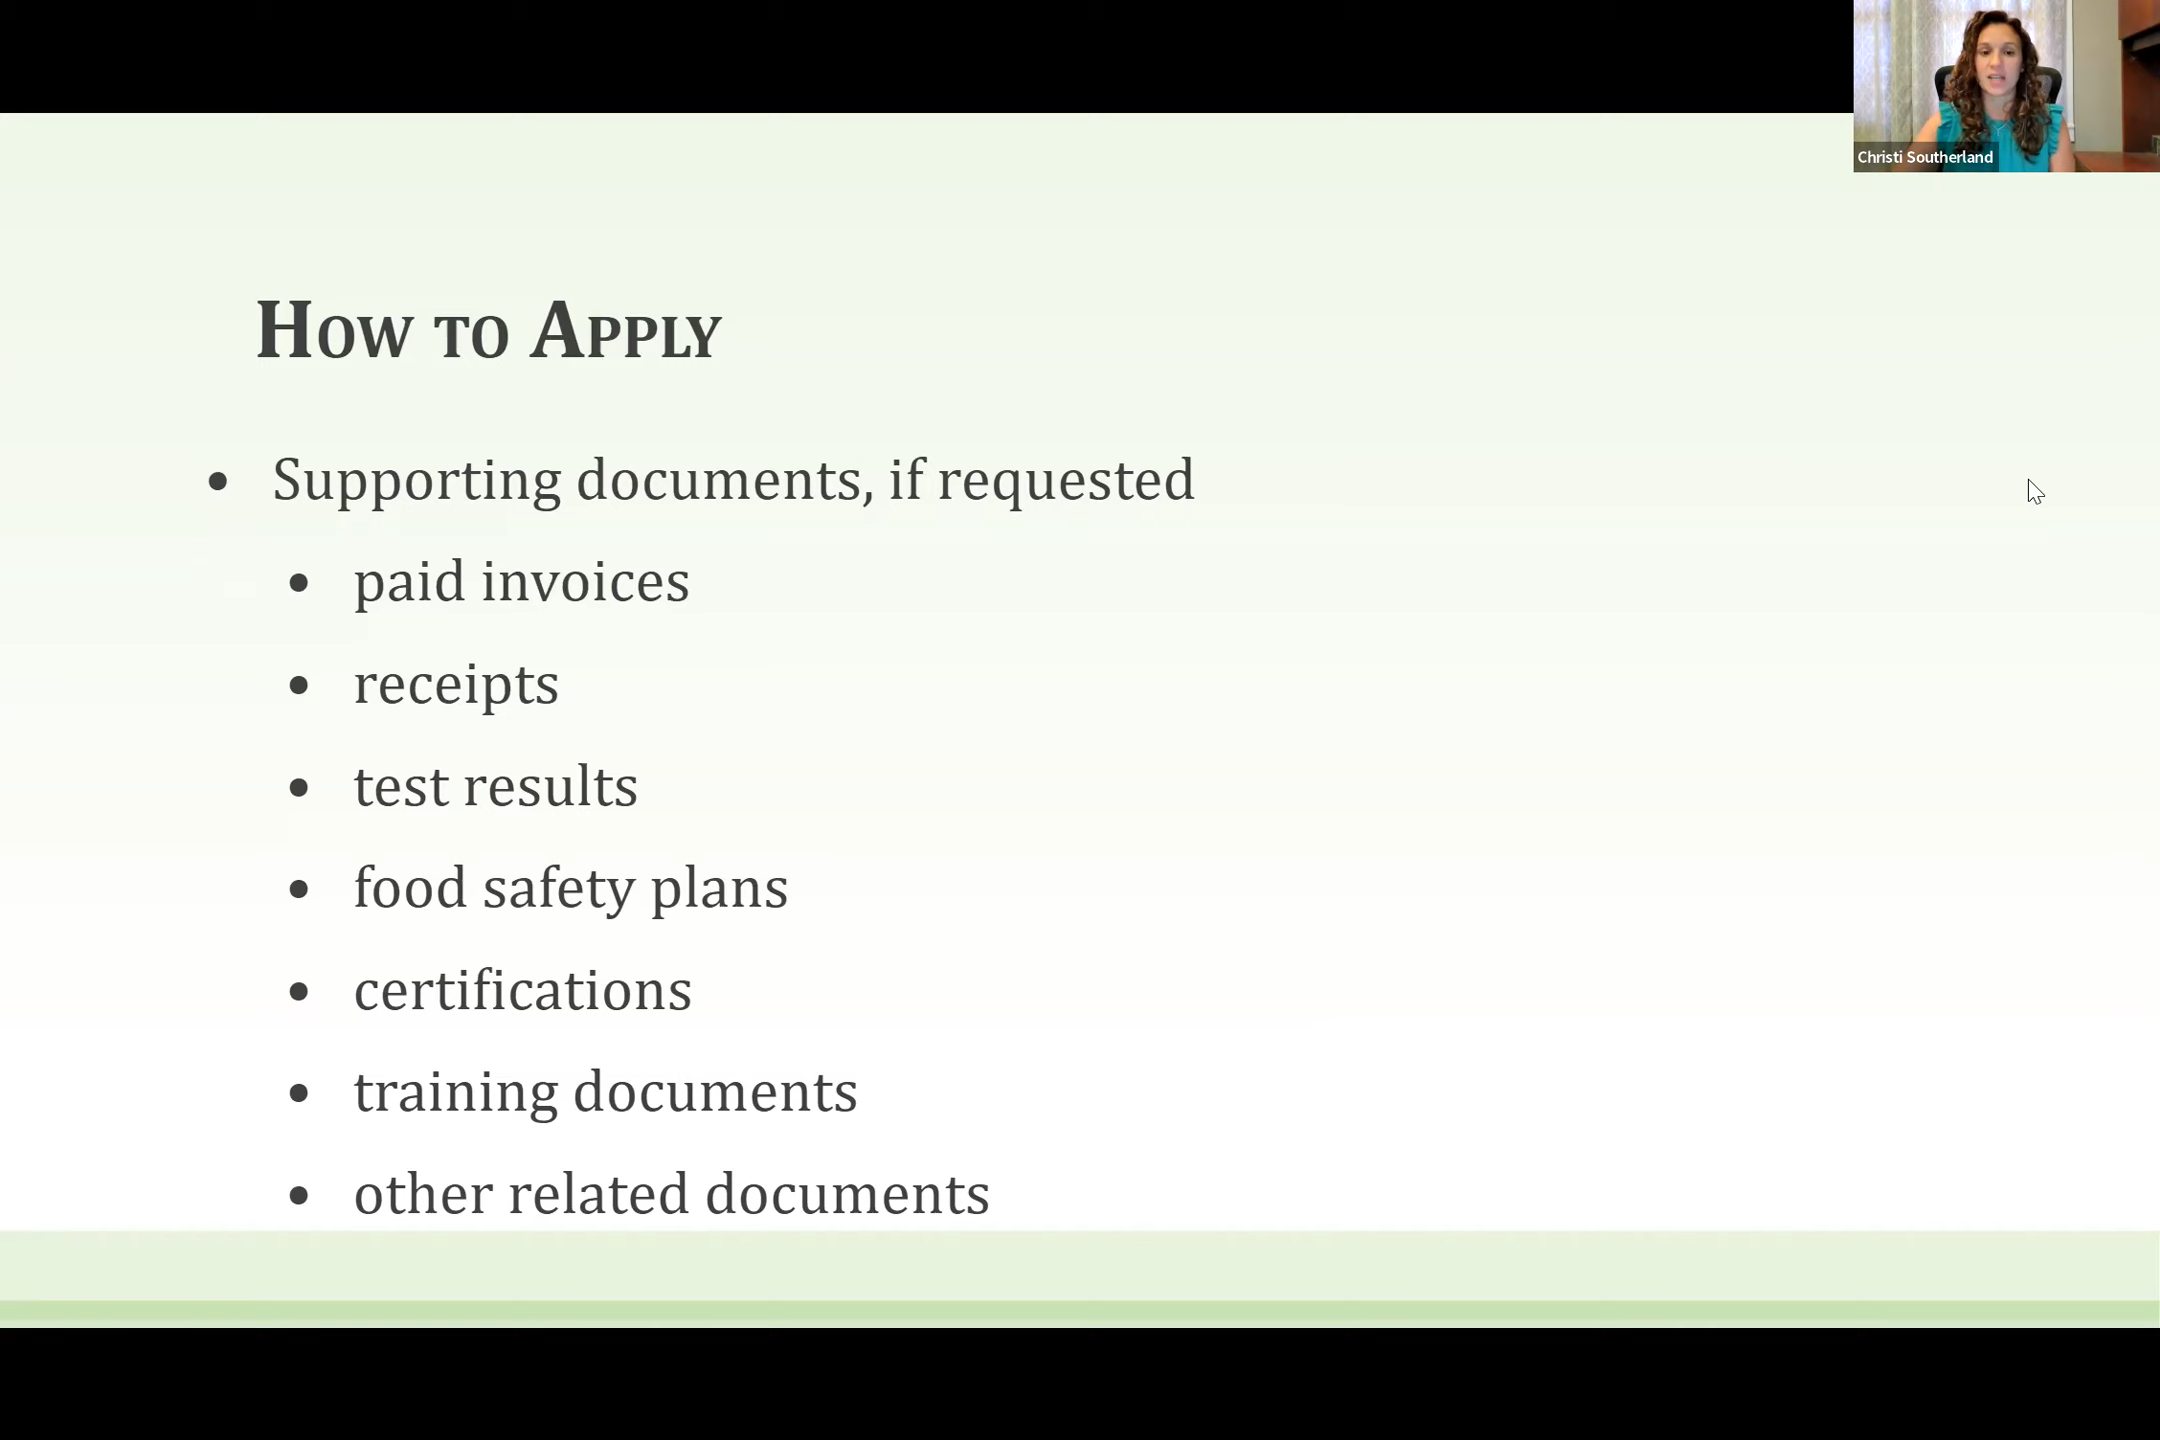 Christi Southerland
How to Apply
• Supporting documents, if requested
• paid invoices
• receipts
• test results
• food safety plans
• certifications
• training documents
• other related documents